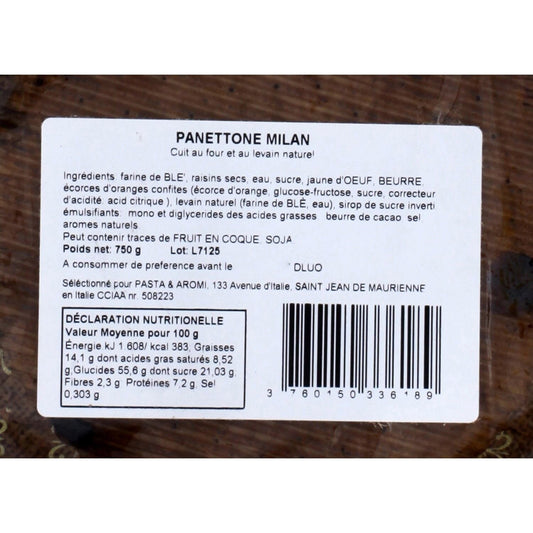 PANETTONE MILAN
Cuit au four et au levain naturel
Ingrédients farine de BLE', raisins secs, eau, sucre, jaune d'OEUF, BEURRE,
écorces d'oranges confites (écorce d'orange, glucose-fructose, sucre, correcteur
d'acidité acid citrique ), levain naturel (farine de BLÉ, eau), sirop de sucre inverti
émulsifiants: mono et diglycerides des acides grasses beurre de cacao sel
aromes naturels
Peut contenir traces de FRUIT EN COQUE, SOJA
Poids net: 750 g Lot: L7125
A consommer de preference avant le DLUO
Séléctionné pour PASTA & AROMI, 133 Avenue d'Italie, SAINT JEAN DE MAURIENNE
en Italie CCIAA nr. 508223
DÉCLARATION NUTRITIONELLE
Valeur Moyenne pour 100 g
Énergie kJ 1.608/ kcal 383, Graisses
14,1 g dont acides gras saturés 8,52
g,Glucides 55,6 g dont sucre 21,03 g,
Fibres 2,3 g Protéines 7,2 g, Sel
0,303 g
3 760150 336189